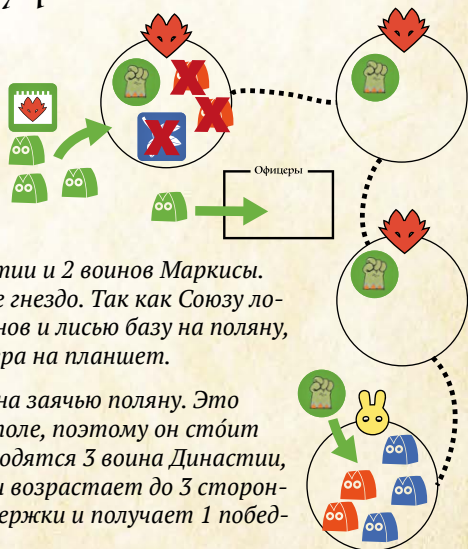 Офицеры
тии и 2 воинов Маркисы.
е гнездо. Так как Союзу ло-
нов и лисью базу на поляну,
ера на планшет.
на заячью поляну. Это
поле, поэтому он стóит
одятся 3 воина Династии,
и возрастает до 3 сторон-
ержки и получает 1 побед-